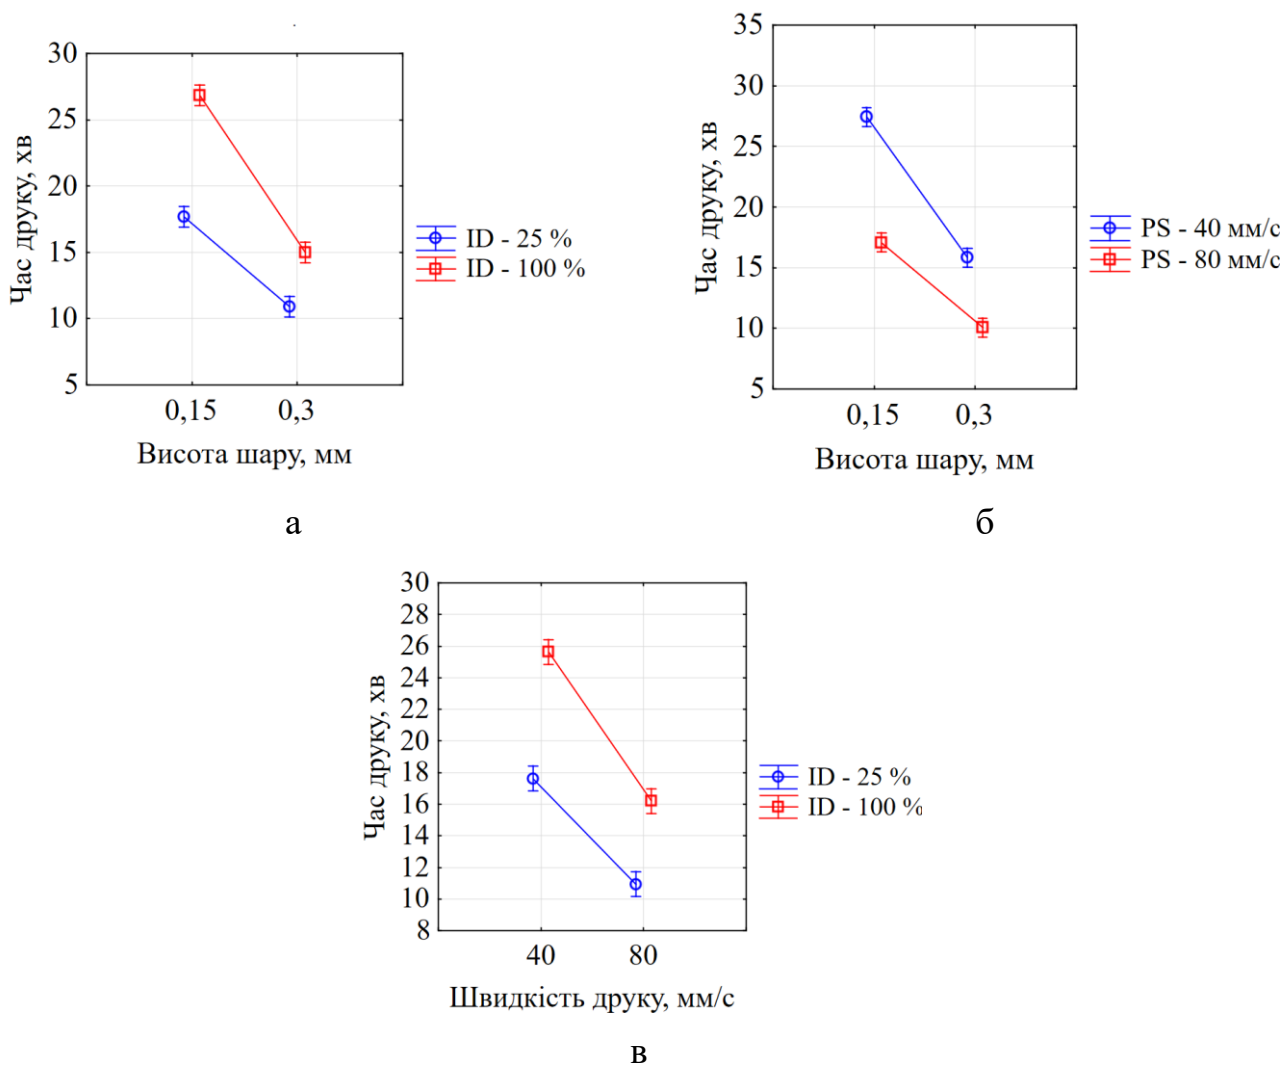 30
25
20
15
10
5
Час друку, хв
0,15 0,3
Висота шару, мм
ID - 25 %
ID - 100 %
а
35
30
25
20
15
10
5
Час друку, хв
0,15 0,3
Висота шару, мм
PS - 40 мм/с
PS - 80 мм/с
б
30
28
26
24
22
20
18
16
14
12
10
8
Час друку, хв
40 80
Швидкість друку, мм/с
ID - 25 %
ID - 100 %
в